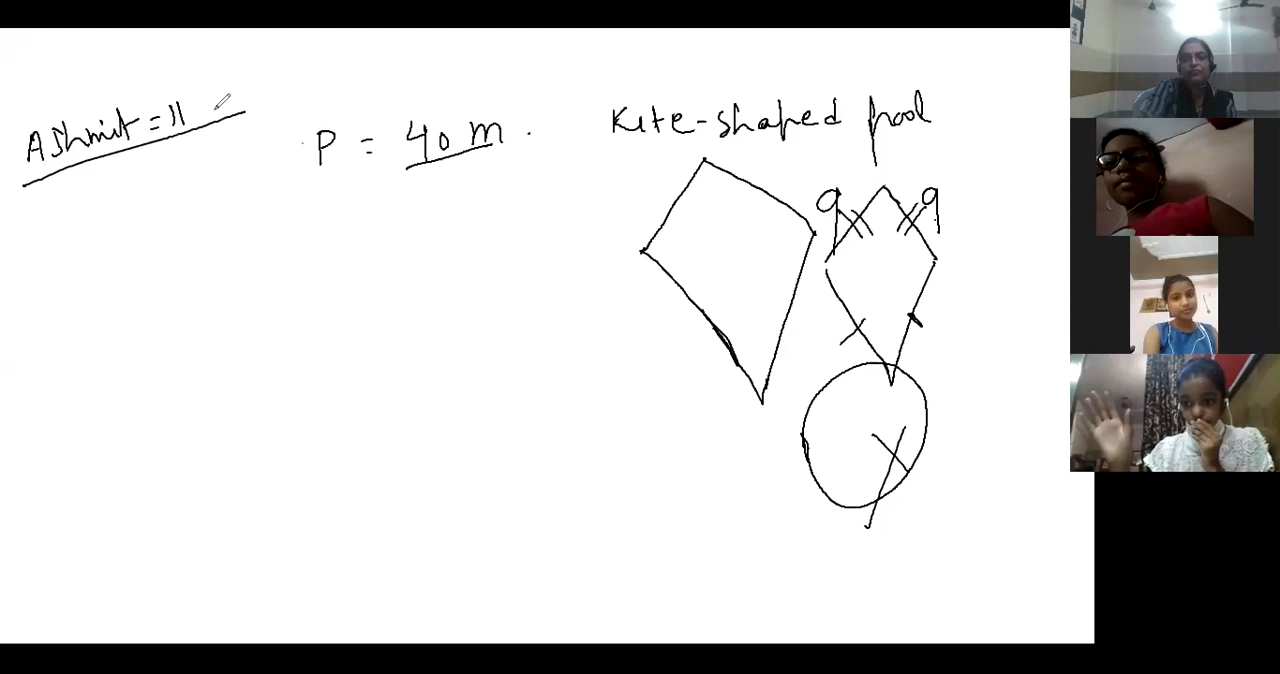 Ashmit = 11
P = 40 m.
Kite-shaped pool
9 9